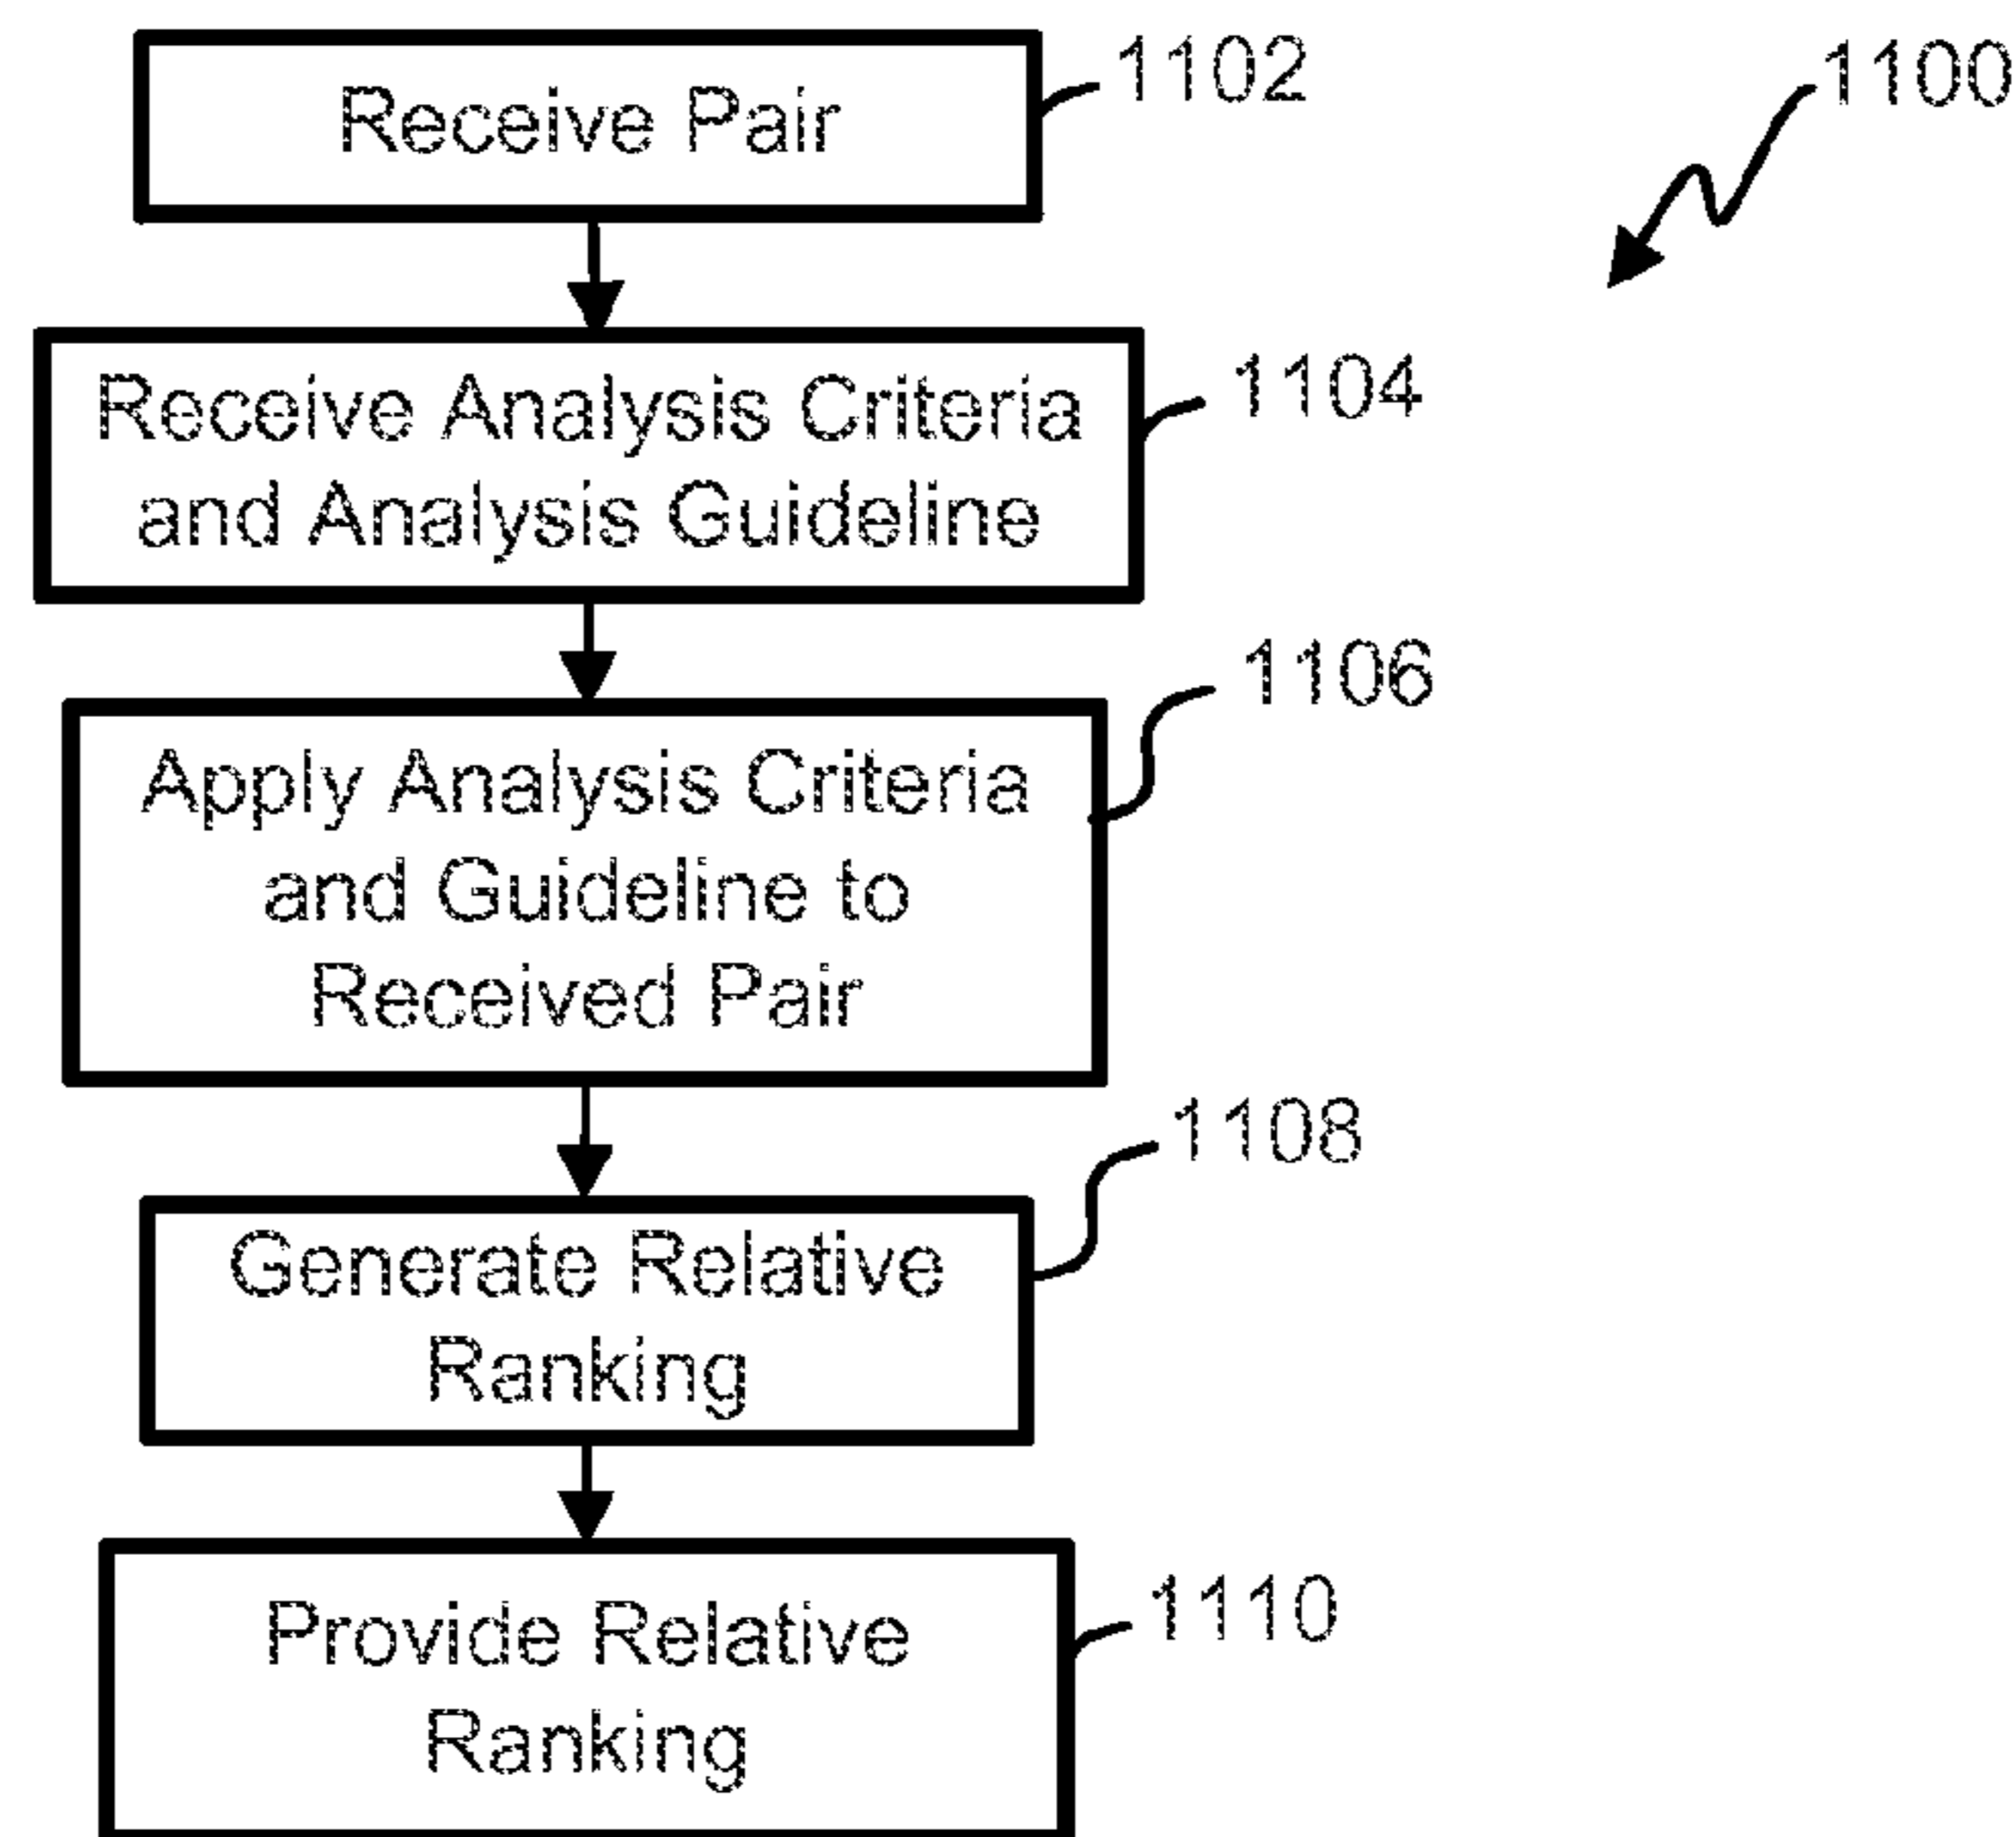 Receive Pair
1102
1100
Receive Analysis Criteria
and Analysis Guideline
1104
Apply Analysis Criteria
and Guideline to
Received Pair
1106
Generate Relative
Ranking
1108
Provide Relative
Ranking
1110